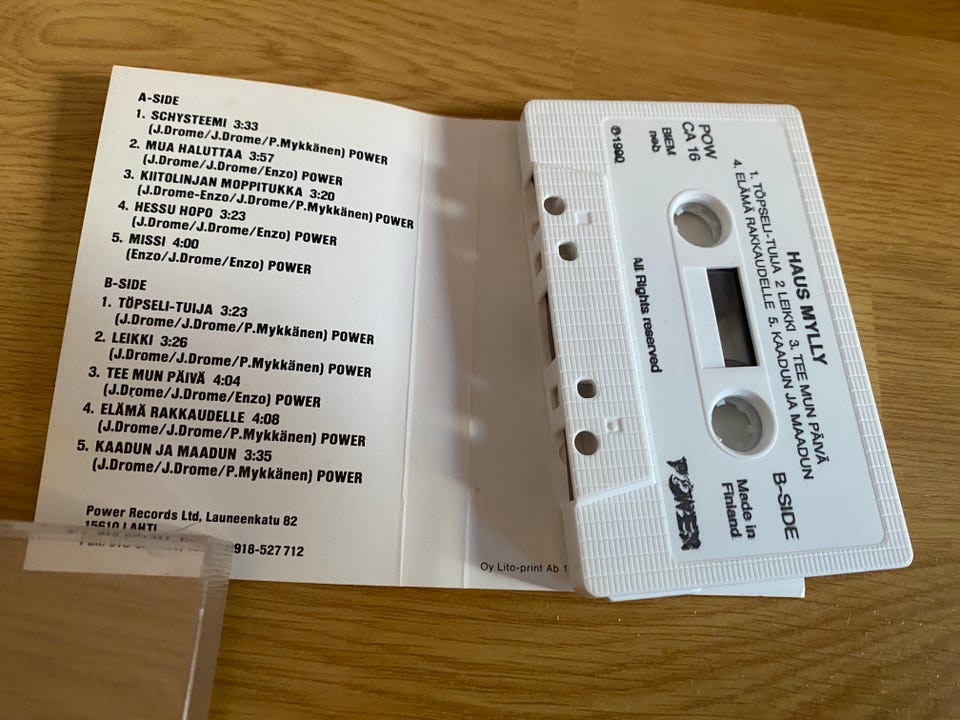 A-SIDE
1. SCHYSTEEMI 3:33
(J.Drome/J.Drome/P.Mykkänen) POWER
2. MUA HALUTTAA 3:57
(J.Drome/J.Drome/Enzo) POWER
3. KIITOLINJAN MOPPITUKKA 3:20
(J.Drome-Enzo/J.Drome/P.Mykkänen) POWER
4. HESSU HOPO 3:23
(J.Drome/J.Drome/Enzo) POWER
5. MISSI 4:00
(Enzo/J.Drome/Enzo) POWER
B-SIDE
1. TÖPSELI-TUIJA 3:23
(J.Drome/J.Drome/P.Mykkänen) POWER
2. LEIKKI 3:26
(J.Drome/J.Drome/P.Mykkänen) POWER
3. TEE MUN PÄIVÄ 4:04
(J.Drome/J.Drome/Enzo) POWER
4. ELÄMÄ RAKKAUDELLE 4:08
(J.Drome/J.Drome/P.Mykkänen) POWER
5. KAADUN JA MAADUN 3:35
(J.Drome/J.Drome/P.Mykkänen) POWER
Power Records Ltd, Launeenkatu 82
15610 LAHTI
918-527 712
Oy Lito-print Ab
HAUS MYLLY
1. TÖPSELI-TUIJA 2 LEIKKI 3. TEE MUN PÄIVÄ
4. ELÄMÄ RAKKAUDELLE 5. KAADUN JA MAADUN
POW
CA 16
BIEM
ncb
℗1990
B-SIDE
Made in
Finland
POWER
All Rights reserved